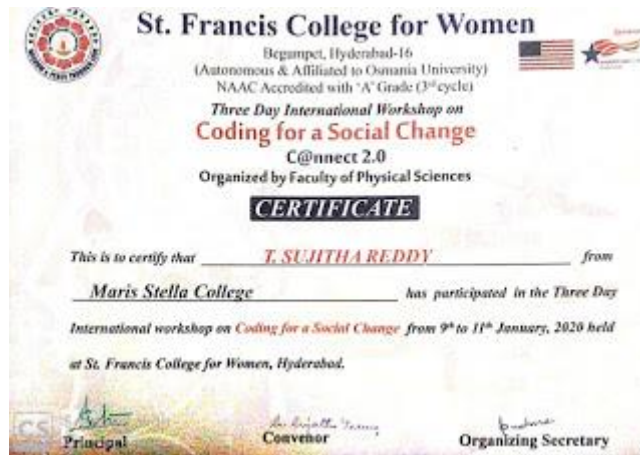 St. Francis College for Women
Begumpet, Hyderabad-16
(Autonomous & Affiliated to Osmania University)
NAAC Accredited with 'A' Grade (3rd cycle)
Three Day International Workshop on
Coding for a Social Change
C@nnect 2.0
Organized by Faculty of Physical Sciences
CERTIFICATE
This is to certify that T. SUJITHA REDDY from
Maris Stella College has participated in the Three Day
International workshop on Coding for a Social Change from 9th to 11th January, 2020 held
at St. Francis College for Women, Hyderabad.
CS
Principal Convenor Organizing Secretary